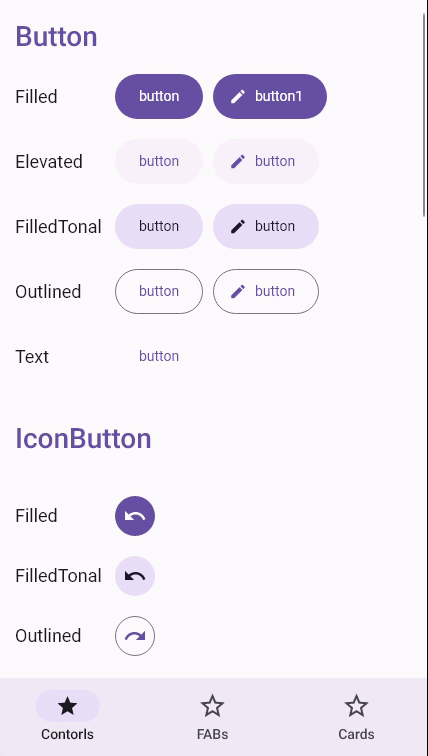 Button
Filled button button1
Elevated button button
FilledTonal button button
Outlined button button
Text button
IconButton
Filled
FilledTonal
Outlined
Contorls FABs Cards